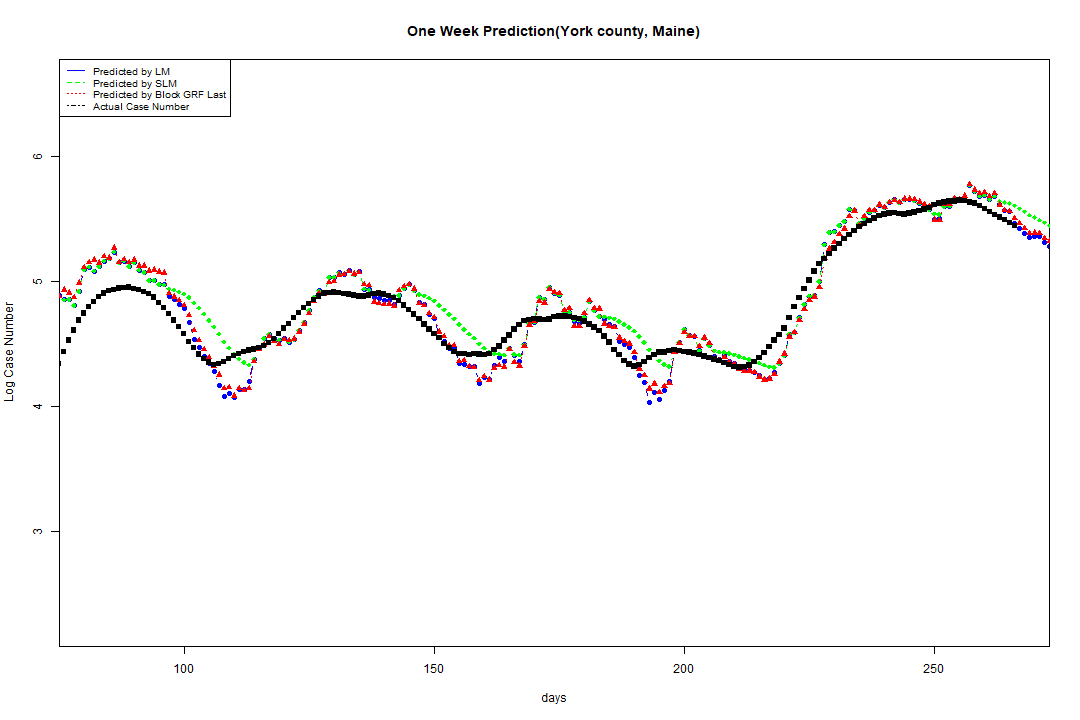 One Week Prediction(York county, Maine)
Predicted by LM
Predicted by SLM
Predicted by Block GRF Last
Actual Case Number
6
5
4
3
Log Case Number
100 150 200 250
days